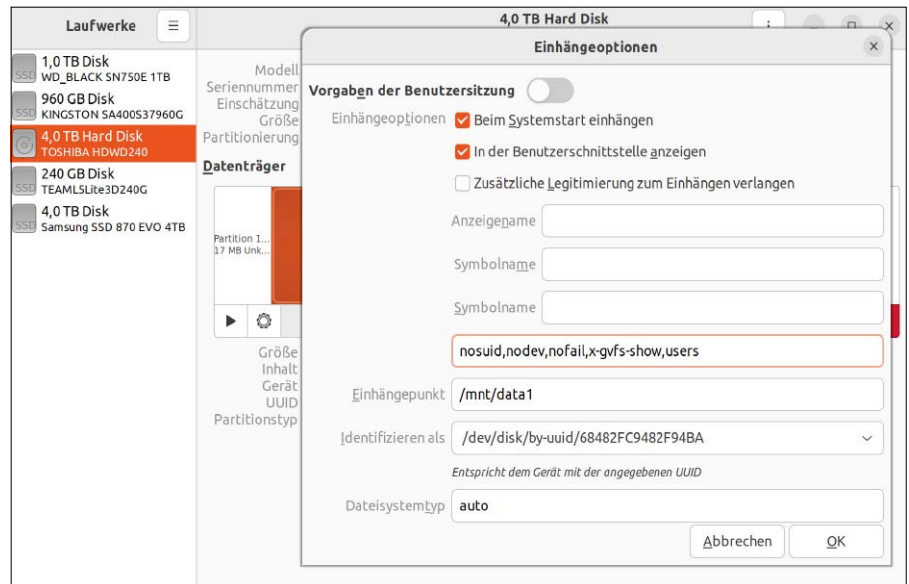 Laufwerke
4,0 TB Hard Disk
1,0 TB Disk
WD_BLACK SN750E 1TB
960 GB Disk
KINGSTON SA400S37960G
4,0 TB Hard Disk
TOSHIBA HDWD240
240 GB Disk
TEAML5Lite3D240G
4,0 TB Disk
Samsung SSD 870 EVO 4TB
SSD
SSD
SSD
SSD
Modell
Seriennummer
Einschätzung
Größe
Partitionierung
Datenträger
Partition 1...
17 MB Unk...
Größe
Inhalt
Gerät
UUID
Partitionstyp
Einhängeoptionen
Vorgaben der Benutzersitzung
Einhängeoptionen
Beim Systemstart einhängen
In der Benutzerschnittstelle anzeigen
Zusätzliche Legitimierung zum Einhängen verlangen
Anzeigename
Symbolname
Symbolname
nosuid,nodev,nofail,x-gvfs-show,users
Einhängepunkt /mnt/data1
Identifizieren als /dev/disk/by-uuid/68482FC9482F94BA
Entspricht dem Gerät mit der angegebenen UUID
Dateisystemtyp auto
Abbrechen OK